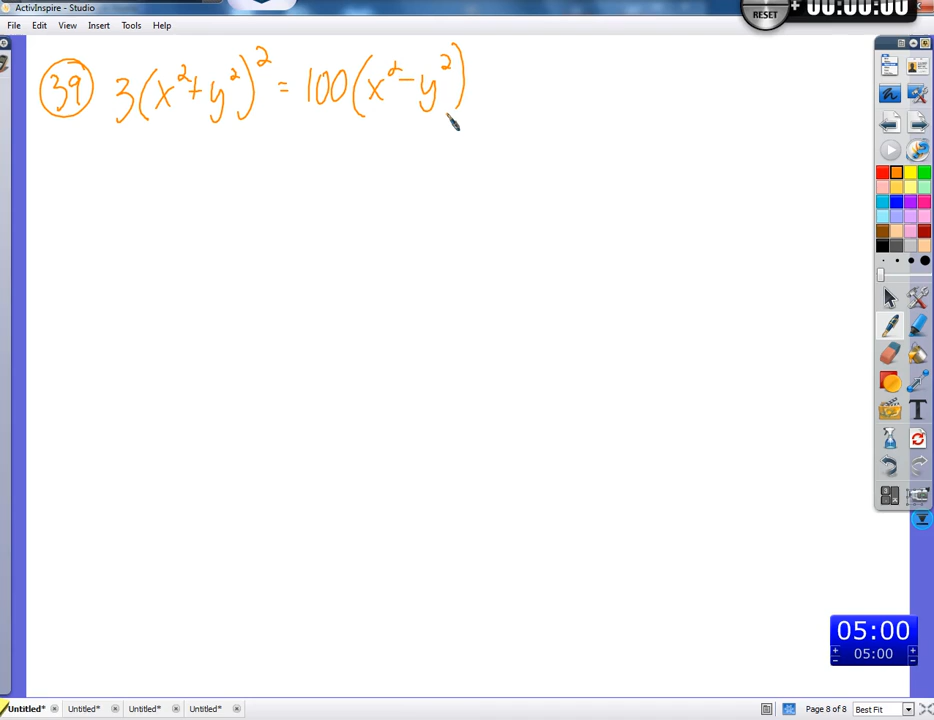 ActivInspire - Studio
RESET
00:00:00
File Edit View Insert Tools Help
39 3(x²+y²)² = 100(x²-y²)
T
05:00
05:00
Untitled* Untitled* Untitled* Untitled* Page 8 of 8 Best Fit